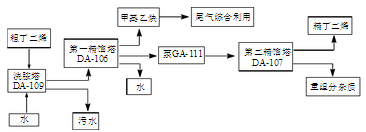 甲基乙炔
尾气综合利用
精丁二烯
粗丁二烯
第一精馏塔
DA-106
泵GA-111
第二精馏塔
DA-107
洗胺塔
DA-109
水
重组分杂质
水
污水